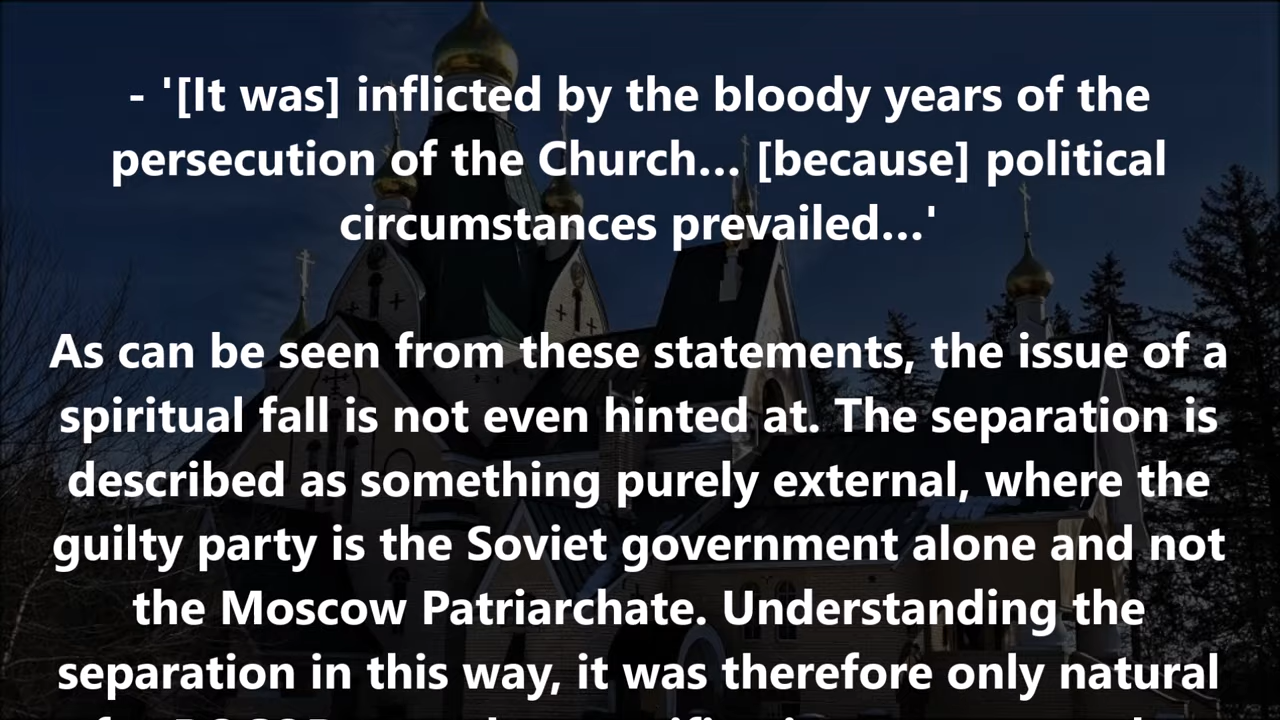 - '[It was] inflicted by the bloody years of the
persecution of the Church... [because] political
circumstances prevailed...'
As can be seen from these statements, the issue of a
spiritual fall is not even hinted at. The separation is
described as something purely external, where the
guilty party is the Soviet government alone and not
the Moscow Patriarchate. Understanding the
separation in this way, it was therefore only natural